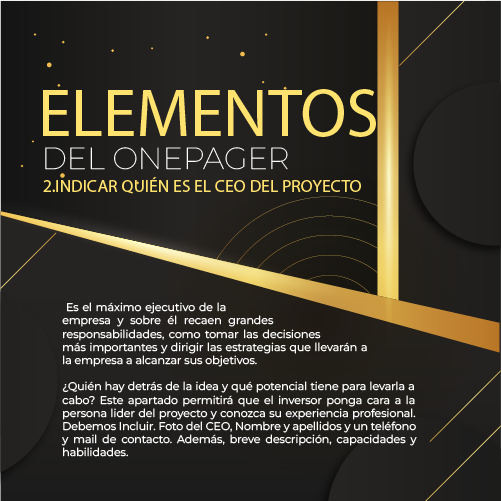 ELEMENTOS
DEL ONEPAGER
2.INDICAR QUIÉN ES EL CEO DEL PROYECTO
Es el máximo ejecutivo de la
empresa y sobre él recaen grandes
responsabilidades, como tomar las decisiones
más importantes y dirigir las estrategias que llevarán a
la empresa a alcanzar sus objetivos.
¿Quién hay detrás de la idea y qué potencial tiene para llevarla a
cabo? Este apartado permitirá que el inversor ponga cara a la
persona lider del proyecto y conozca su experiencia profesional.
Debemos Incluir. Foto del CEO, Nombre y apellidos y un teléfono
y mail de contacto. Además, breve descripción, capacidades y
habilidades.